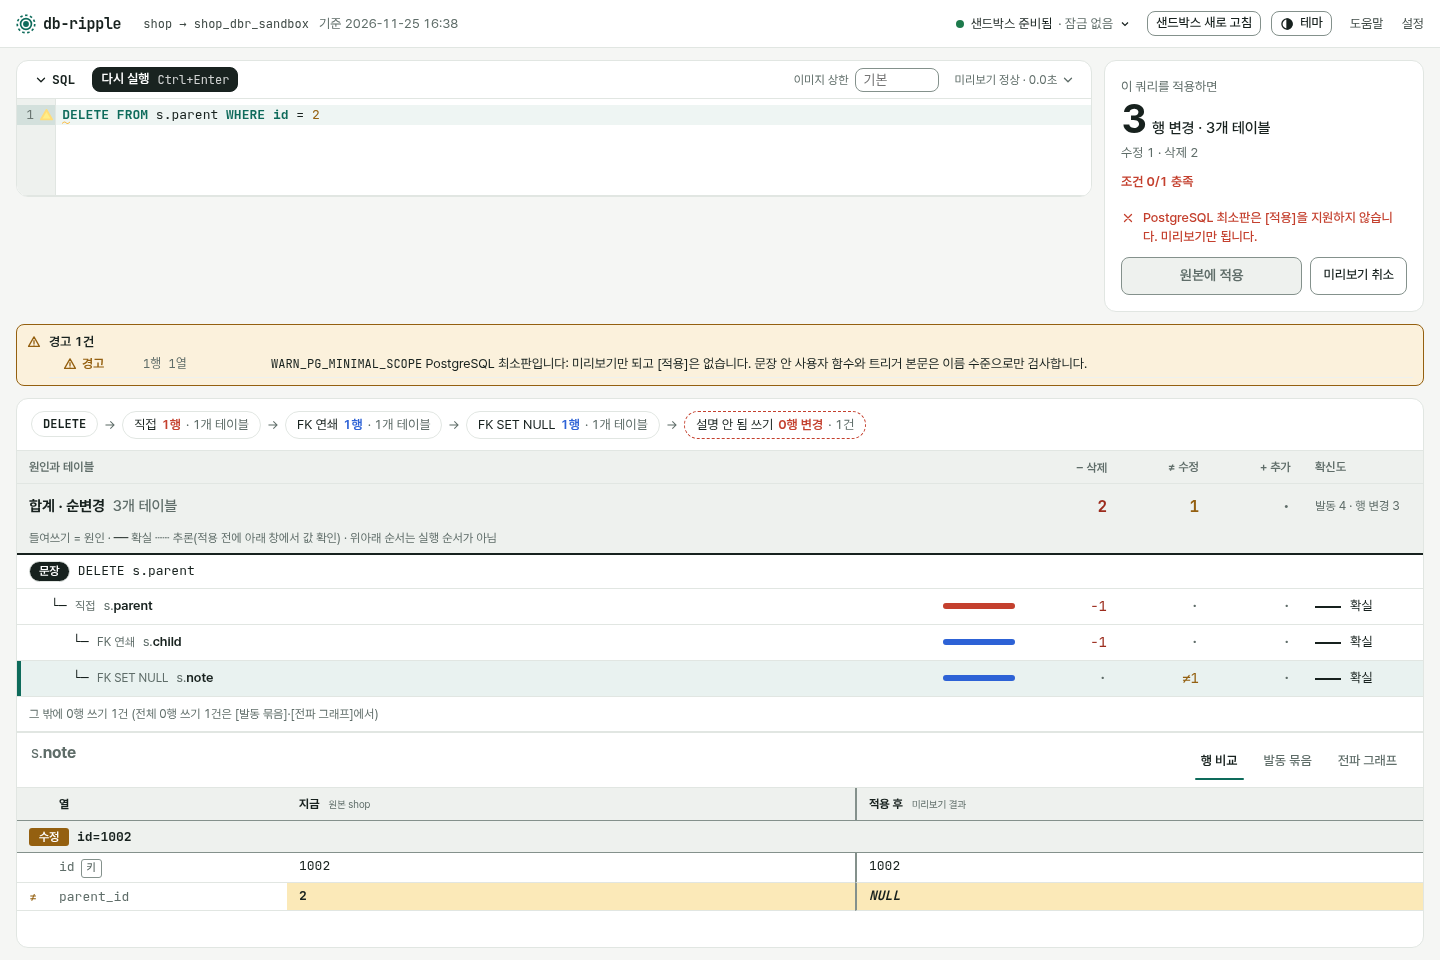 db-ripple shop → shop_dbr_sandbox 기준 2026-11-25 16:38 샌드박스 준비됨 · 잠금 없음 샌드박스 새로 고침 테마 도움말 설정
SQL 다시 실행 Ctrl+Enter 이미지 상한 기본 미리보기 정상 · 0.0초
1 DELETE FROM s.parent WHERE id = 2
이 쿼리를 적용하면
3 행 변경 · 3개 테이블
수정 1 · 삭제 2
조건 0/1 충족
PostgreSQL 최소판은 [적용]을 지원하지 않습니
다. 미리보기만 됩니다.
원본에 적용 미리보기 취소
경고 1건
경고 1행 1열 WARN_PG_MINIMAL_SCOPE PostgreSQL 최소판입니다: 미리보기만 되고 [적용]은 없습니다. 문장 안 사용자 함수와 트리거 본문은 이름 수준으로만 검사합니다.
DELETE → 직접 1행 · 1개 테이블 → FK 연쇄 1행 · 1개 테이블 → FK SET NULL 1행 · 1개 테이블 → 설명 안 됨 쓰기 0행 변경 · 1건
원인과 테이블 − 삭제 ≠ 수정 + 추가 확신도
합계 · 순변경 3개 테이블 2 1 · 발동 4 · 행 변경 3
들여쓰기 = 원인 · ── 확실 ┈┈ 추론(적용 전에 아래 창에서 값 확인) · 위아래 순서는 실행 순서가 아님
문장 DELETE s.parent
└─ 직접 s.parent -1 · · 확실
└─ FK 연쇄 s.child -1 · · 확실
└─ FK SET NULL s.note · ≠1 · 확실
그 밖에 0행 쓰기 1건 (전체 0행 쓰기 1건은 [발동 묶음]·[전파 그래프]에서)
s.note 행 비교 발동 묶음 전파 그래프
열 지금 원본 shop 적용 후 미리보기 결과
수정 id=1002
id 키 1002 1002
≠ parent_id 2 NULL